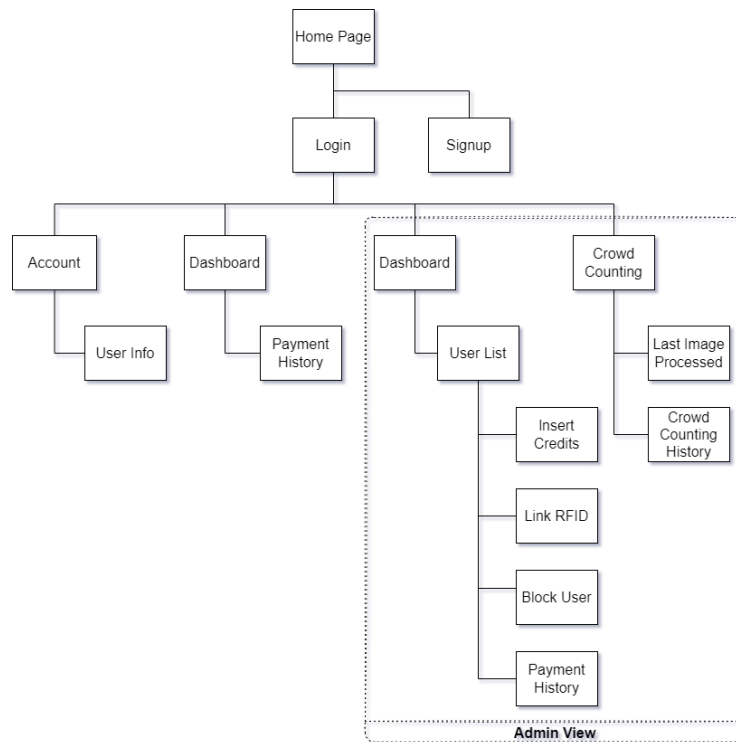 Home Page
Login
Signup
Account
Dashboard
Dashboard
Crowd
Counting
User Info
Payment
History
User List
Last Image
Processed
Insert
Credits
Crowd
Counting
History
Link RFID
Block User
Payment
History
Admin View